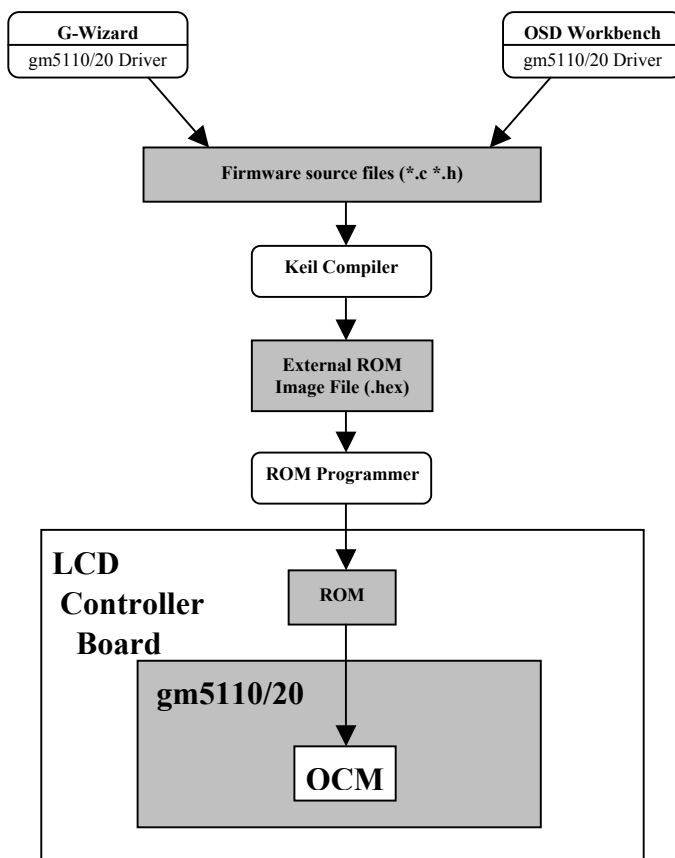 G-Wizard
gm5110/20 Driver
OSD Workbench
gm5110/20 Driver
Firmware source files (*.c *.h)
Keil Compiler
External ROM
Image File (.hex)
ROM Programmer
LCD
Controller
Board
ROM
gm5110/20
OCM